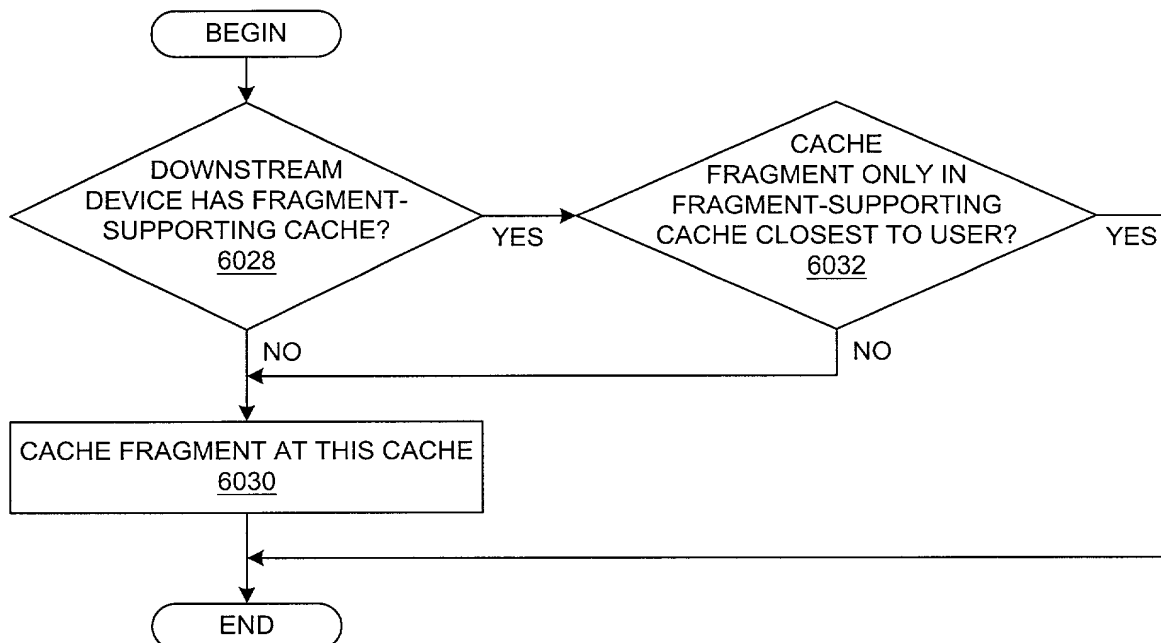 BEGIN
DOWNSTREAM
DEVICE HAS FRAGMENT-
SUPPORTING CACHE?
6028
YES
CACHE
FRAGMENT ONLY IN
FRAGMENT-SUPPORTING
CACHE CLOSEST TO USER?
6032
YES
NO
NO
CACHE FRAGMENT AT THIS CACHE
6030
END